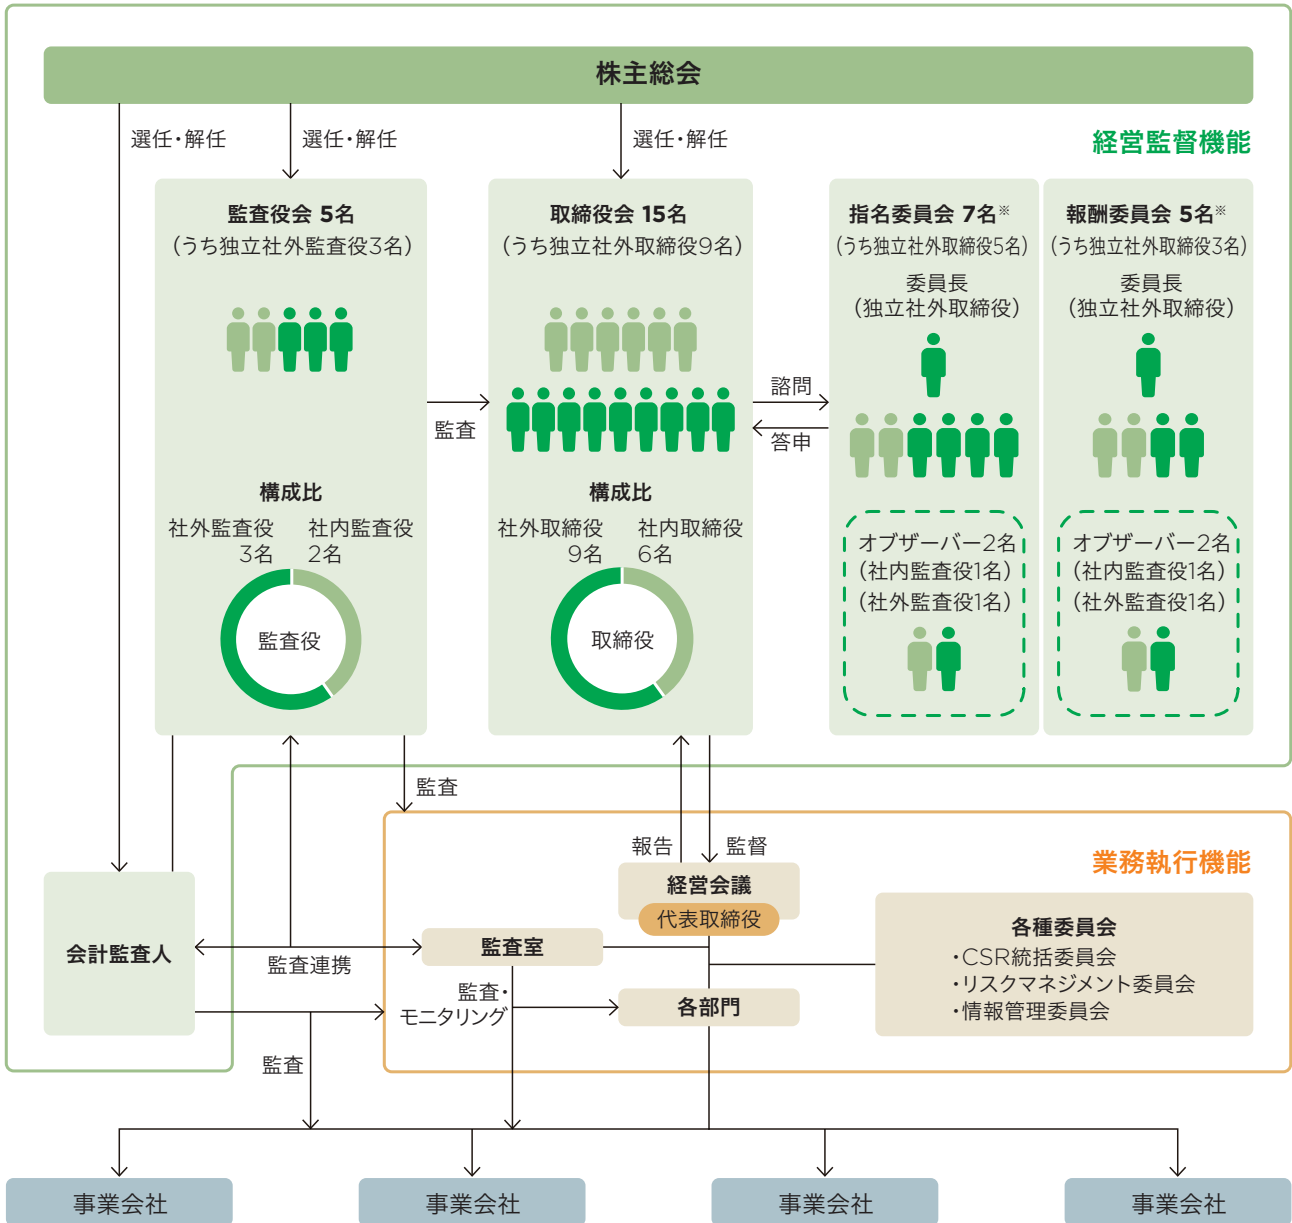 株主総会
選任・解任
選任・解任
選任・解任
経営監督機能
監査役会 5名
（うち独立社外監査役3名）
構成比
社外監査役
3名
社内監査役
2名
監査役
監査
取締役会 15名
（うち独立社外取締役9名）
構成比
社外取締役
9名
社内取締役
6名
取締役
諮問
答申
指名委員会 7名※
（うち独立社外取締役5名）
委員長
（独立社外取締役）
オブザーバー2名
（社内監査役1名）
（社外監査役1名）
報酬委員会 5名※
（うち独立社外取締役3名）
委員長
（独立社外取締役）
オブザーバー2名
（社内監査役1名）
（社外監査役1名）
監査
報告
監督
業務執行機能
経営会議
代表取締役
会計監査人
監査連携
監査室
監査・
モニタリング
各部門
各種委員会
・CSR統括委員会
・リスクマネジメント委員会
・情報管理委員会
監査
事業会社
事業会社
事業会社
事業会社